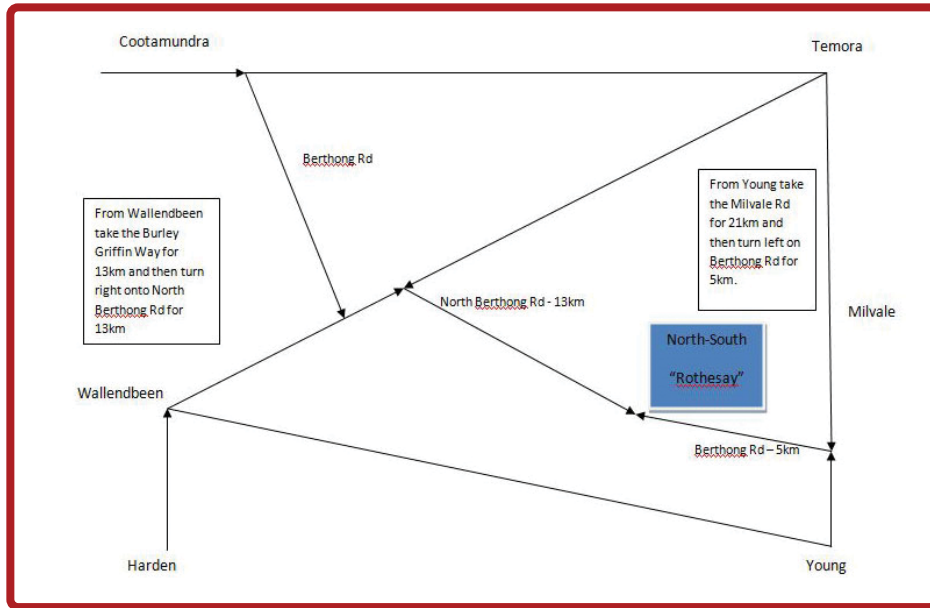 Cootamundra
Temora
Berthong Rd
From Wallendbeen
take the Burley
Griffin Way for
13km and then turn
right onto North
Berthong Rd for
13km
From Young take
the Milvale Rd
for 21km and
then turn left on
Berthong Rd for
5km.
North Berthong Rd - 13km
Milvale
North-South
"Rothesay"
Wallendbeen
Berthong Rd – 5km
Harden
Young